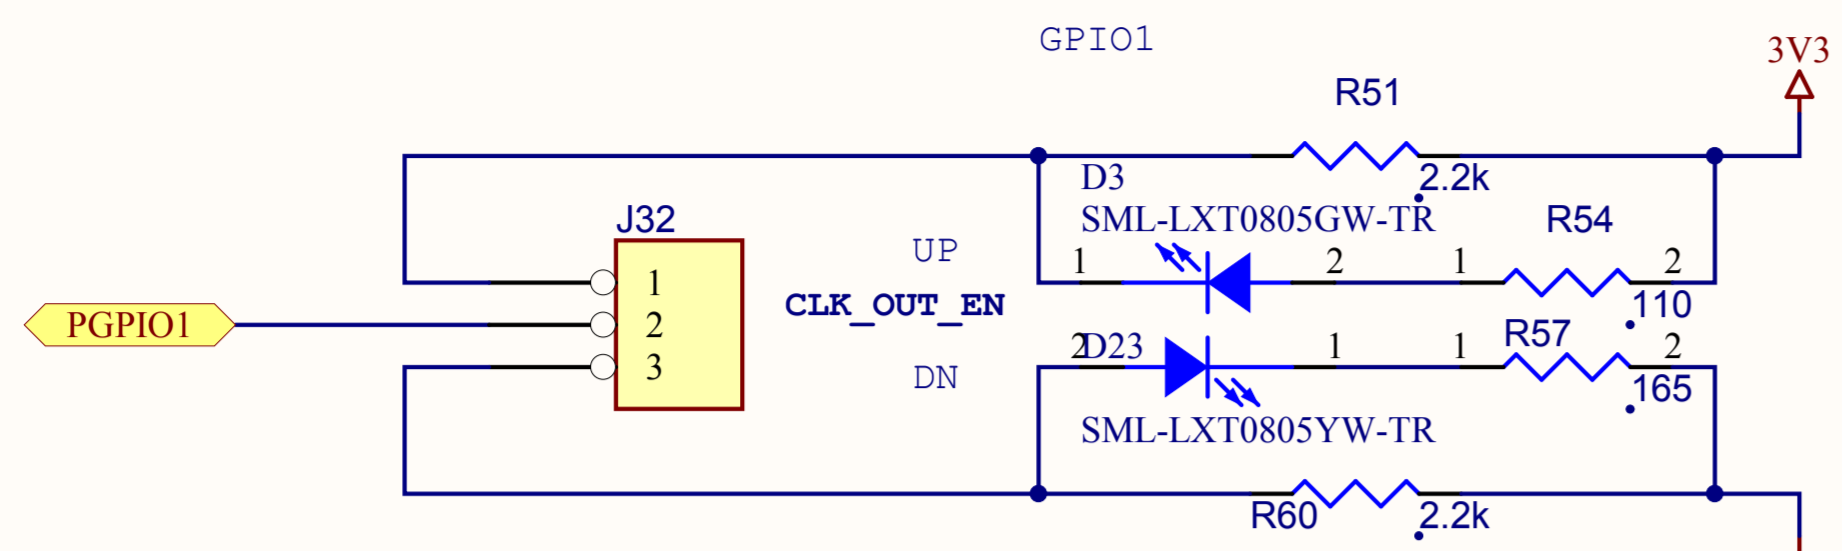 GPIO1
3V3
R51
D3
2.2k
SML-LXT0805GW-TR
R54
J32
UP
1
2
1
2
1
CLK_OUT_EN
110
PGPIO1
2
R57
2
D23
1
1
2
3
DN
165
SML-LXT0805YW-TR
R60
2.2k